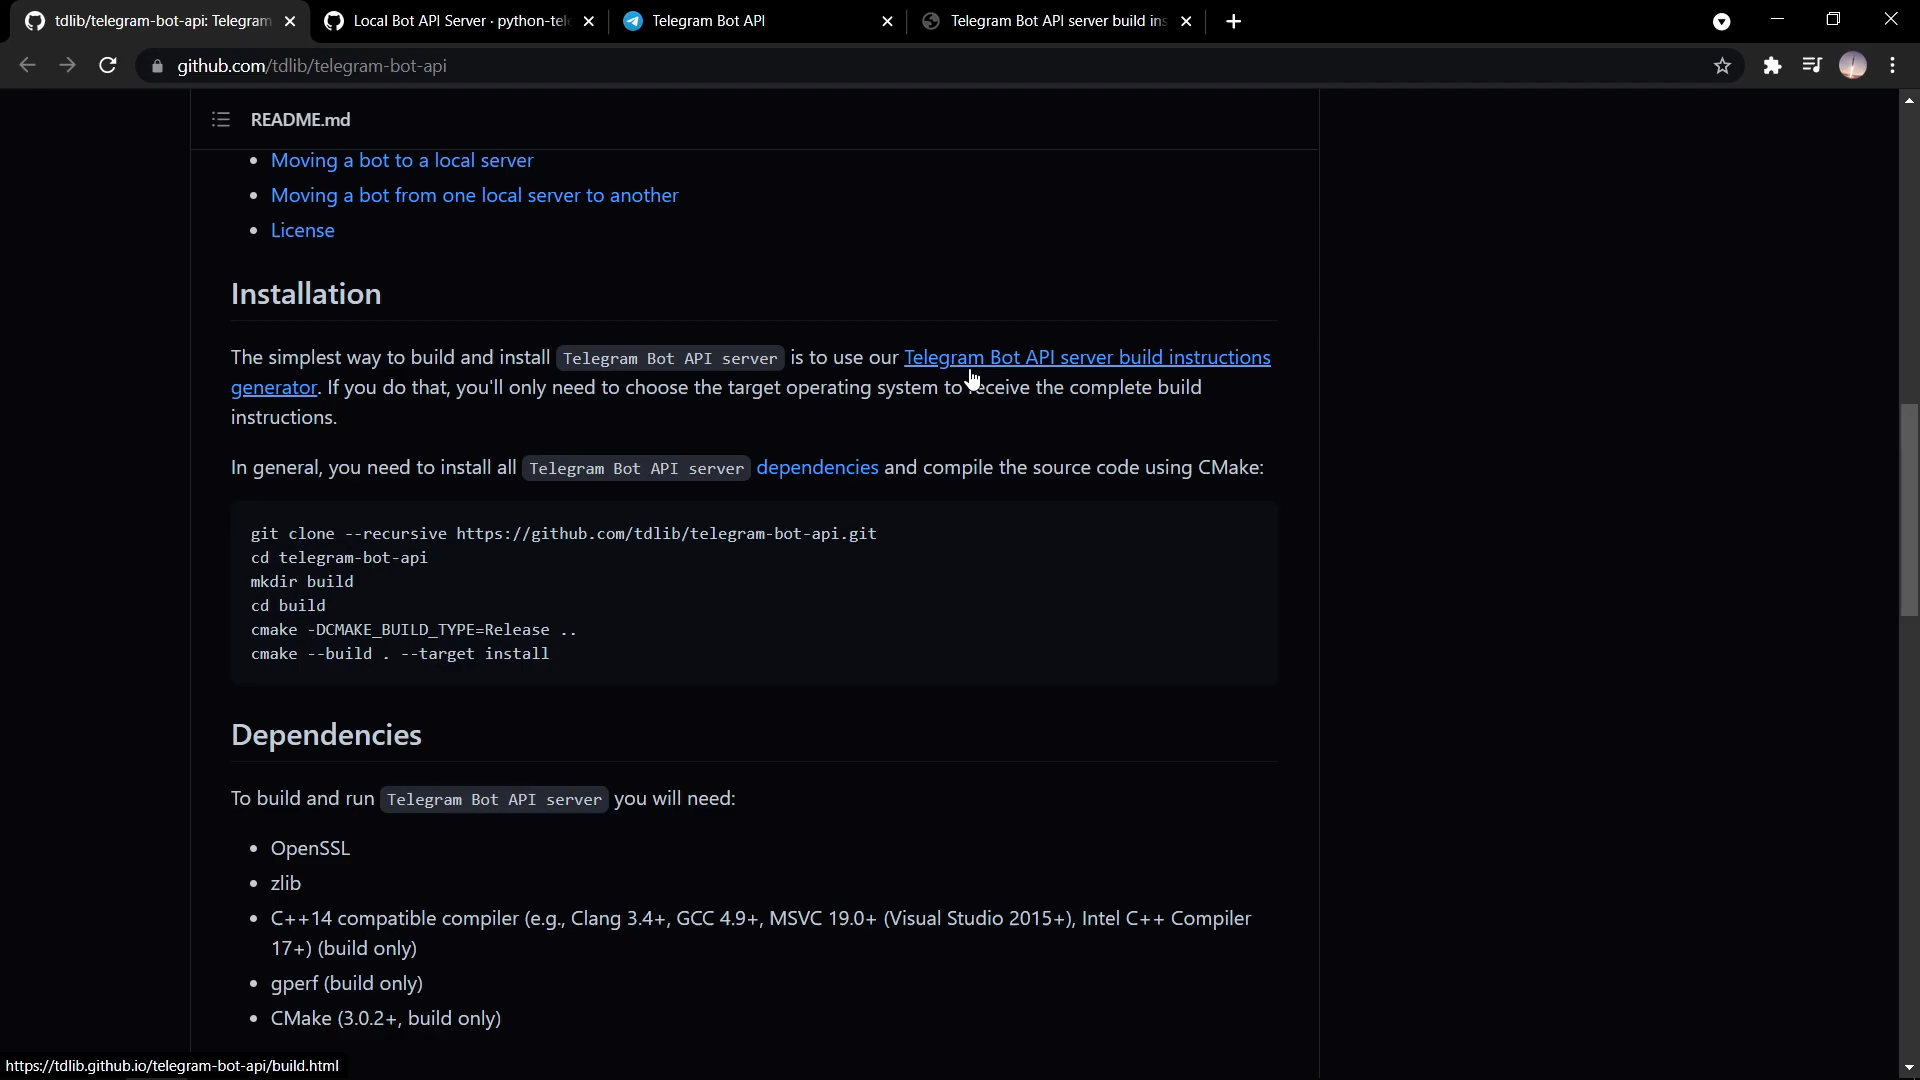 tdlib/telegram-bot-api: Telegram
Local Bot API Server · python-tel
Telegram Bot API
Telegram Bot API server build ins
github.com/tdlib/telegram-bot-api
README.md
Moving a bot to a local server
Moving a bot from one local server to another
License
Installation
The simplest way to build and install Telegram Bot API server is to use our Telegram Bot API server build instructions
generator. If you do that, you'll only need to choose the target operating system to receive the complete build
instructions.
In general, you need to install all Telegram Bot API server dependencies and compile the source code using CMake:
git clone --recursive https://github.com/tdlib/telegram-bot-api.git
cd telegram-bot-api
mkdir build
cd build
cmake -DCMAKE_BUILD_TYPE=Release ..
cmake --build . --target install
Dependencies
To build and run Telegram Bot API server you will need:
OpenSSL
zlib
C++14 compatible compiler (e.g., Clang 3.4+, GCC 4.9+, MSVC 19.0+ (Visual Studio 2015+), Intel C++ Compiler
17+) (build only)
gperf (build only)
CMake (3.0.2+, build only)
https://tdlib.github.io/telegram-bot-api/build.html